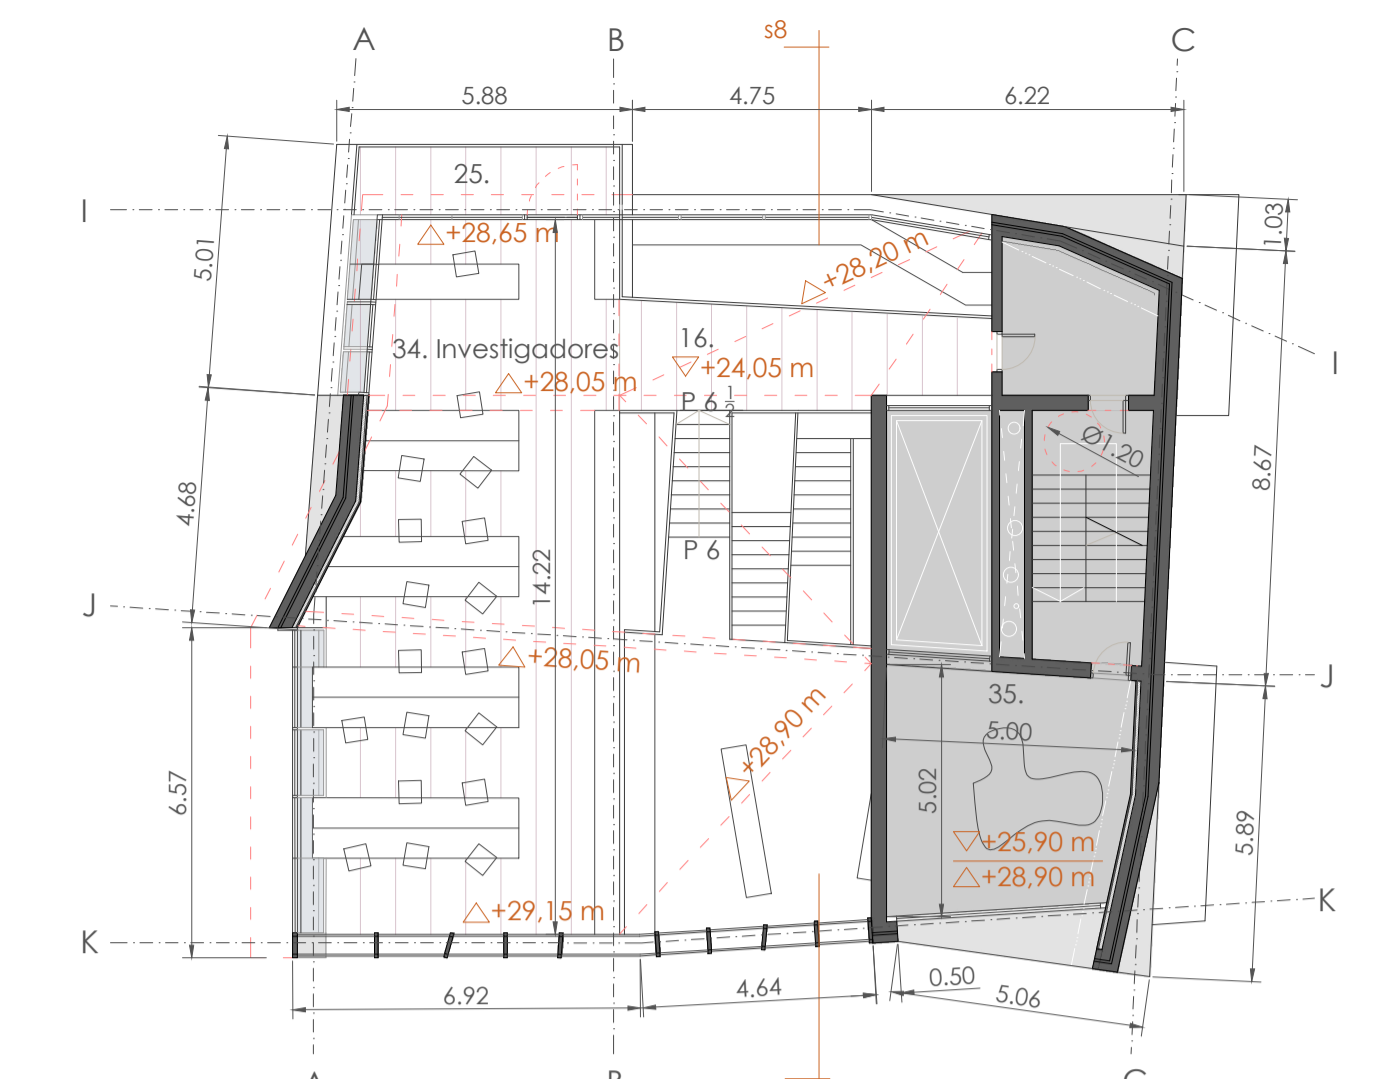 s8
A
B
C
5.88
4.75
6.22
25.
I
+28,65 m
+28,20 m
1.03
5.01
34. Investigadores
16.
+28,05 m
+24,05 m
I
P 6 1/2
Ø1.20
8.67
4.68
P 6
14.22
J
+28,05 m
J
35.
5.00
+28,90 m
5.02
6.57
5.89
+25,90 m
+28,90 m
+29,15 m
K
K
6.92
4.64
0.50
5.06